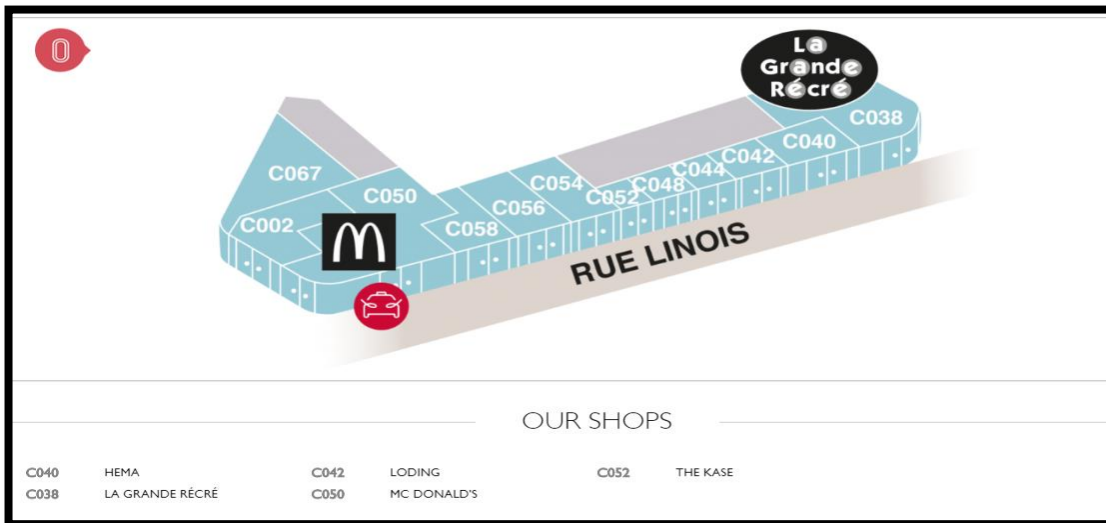 0
La
Grande
Récré
C038
C040
C042
C044
C048
C052
C054
C056
C058
C050
C067
C002
RUE LINOIS
OUR SHOPS
C040 HEMA
C038 LA GRANDE RÉCRÉ
C042 LODING
C050 MC DONALD'S
C052 THE KASE